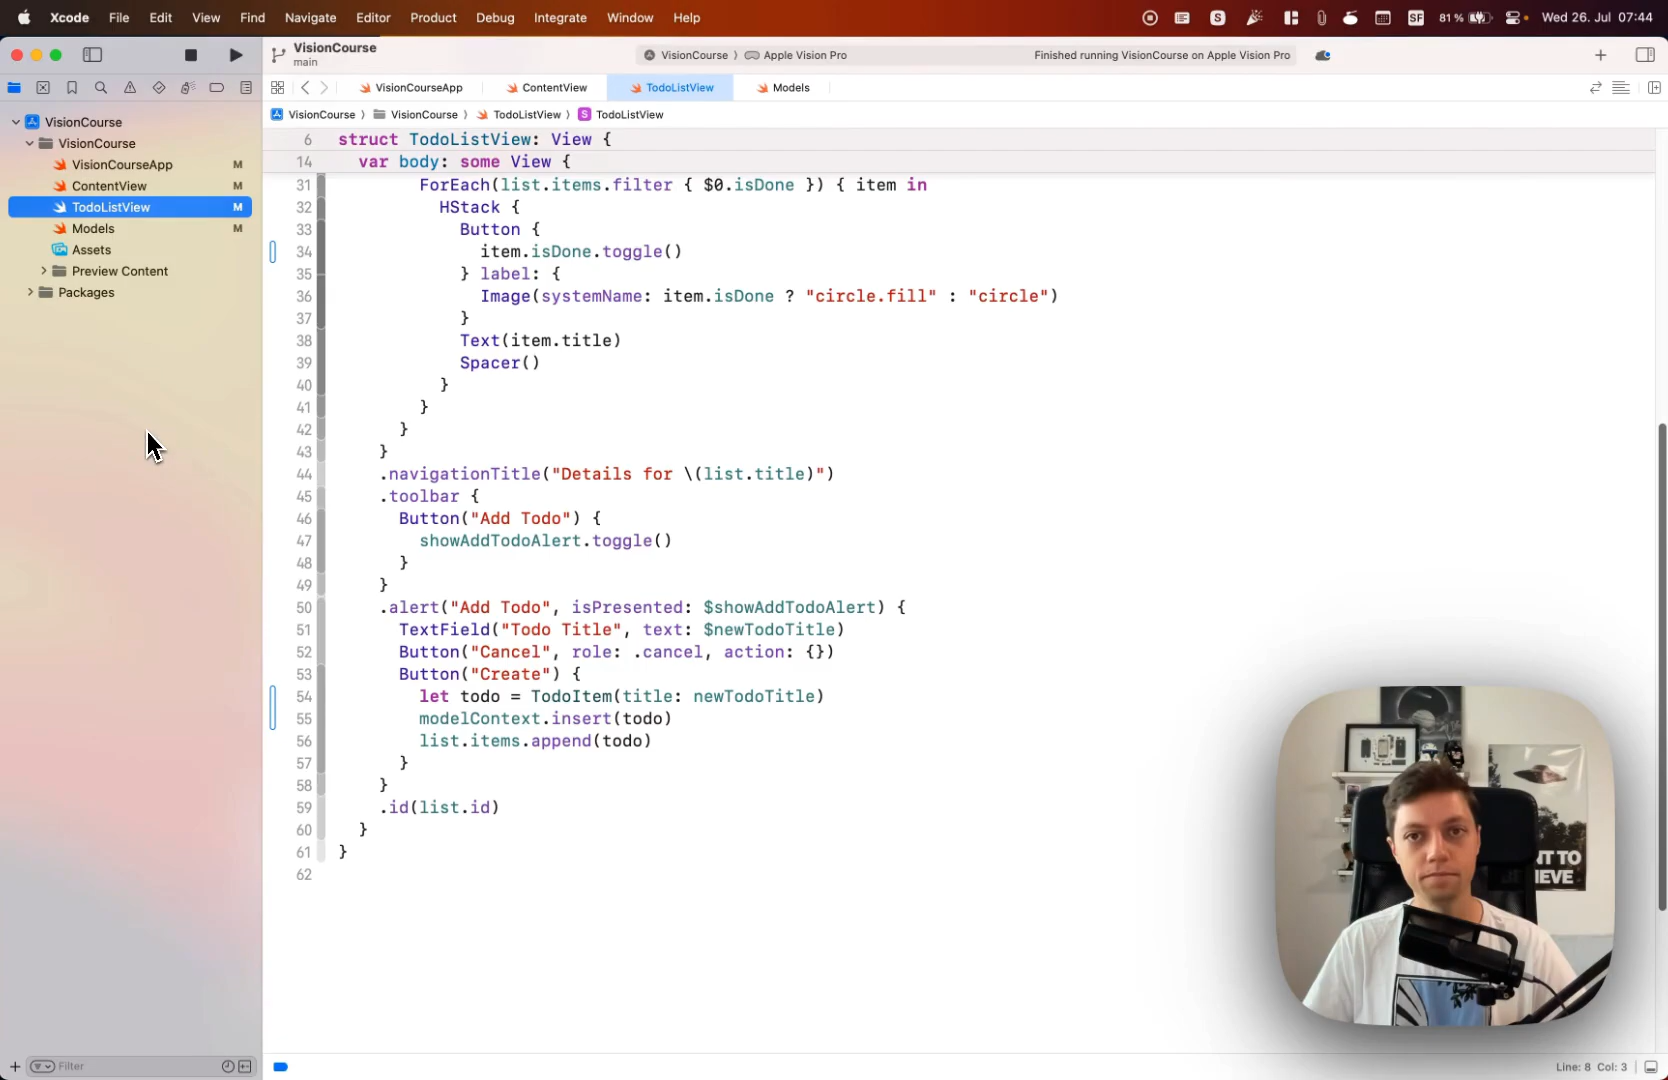 Xcode File Edit View Find Navigate Editor Product Debug Editor Integrate Window Help
S
SF
81 %
Wed 26. Jul 07:44
VisionCourse
main
VisionCourse 〉 Apple Vision Pro
Finished running VisionCourse on Apple Vision Pro
VisionCourseApp
ContentView
TodoListView
Models
VisionCourse 〉 VisionCourse 〉 TodoListView 〉 S TodoListView
VisionCourse
VisionCourse
VisionCourseApp M
ContentView M
TodoListView M
Models M
Assets
Preview Content
Packages
6 struct TodoListView: View {
14 var body: some View {
31 ForEach(list.items.filter { $0.isDone }) { item in
32 HStack {
33 Button {
34 item.isDone.toggle()
35 } label: {
36 Image(systemName: item.isDone ? "circle.fill" : "circle")
37 }
38 Text(item.title)
39 Spacer()
40 }
41 }
42 }
43 }
44 .navigationTitle("Details for \(list.title)")
45 .toolbar {
46 Button("Add Todo") {
47 showAddTodoAlert.toggle()
48 }
49 }
50 .alert("Add Todo", isPresented: $showAddTodoAlert) {
51 TextField("Todo Title", text: $newTodoTitle)
52 Button("Cancel", role: .cancel, action: {})
53 Button("Create") {
54 let todo = TodoItem(title: newTodoTitle)
55 modelContext.insert(todo)
56 list.items.append(todo)
57 }
58 }
59 .id(list.id)
60 }
61 }
62
NT TO
IEVE
Filter
Line: 8 Col: 3